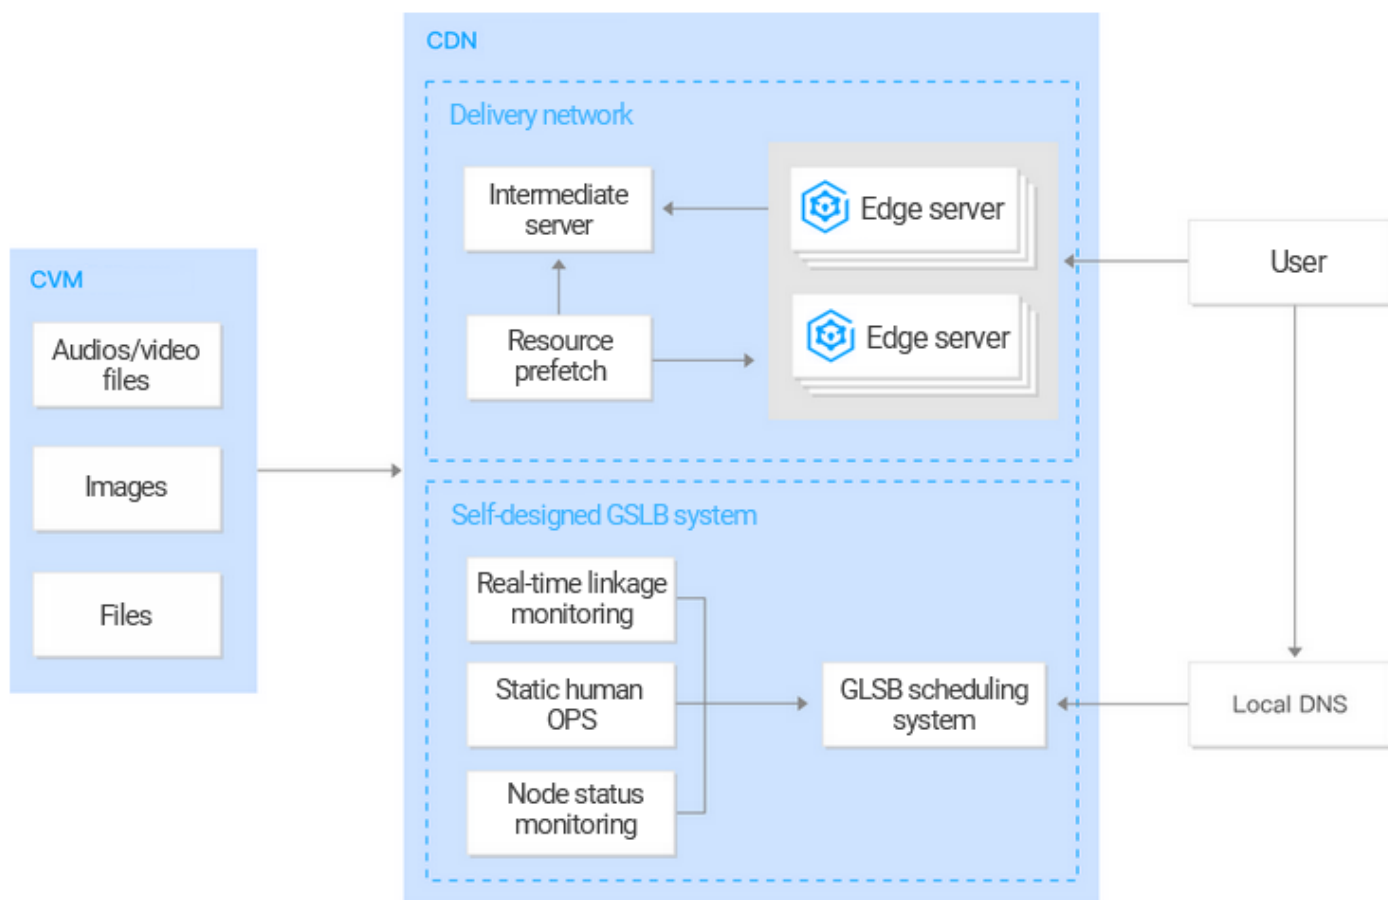 CDN
Delivery network
Intermediate
server
Edge server
User
CVM
Audios/video
files
Resource
prefetch
Edge server
Images
Self-designed GSLB system
Real-time linkage
monitoring
Files
Static human
OPS
GLSB scheduling
system
Local DNS
Node status
monitoring